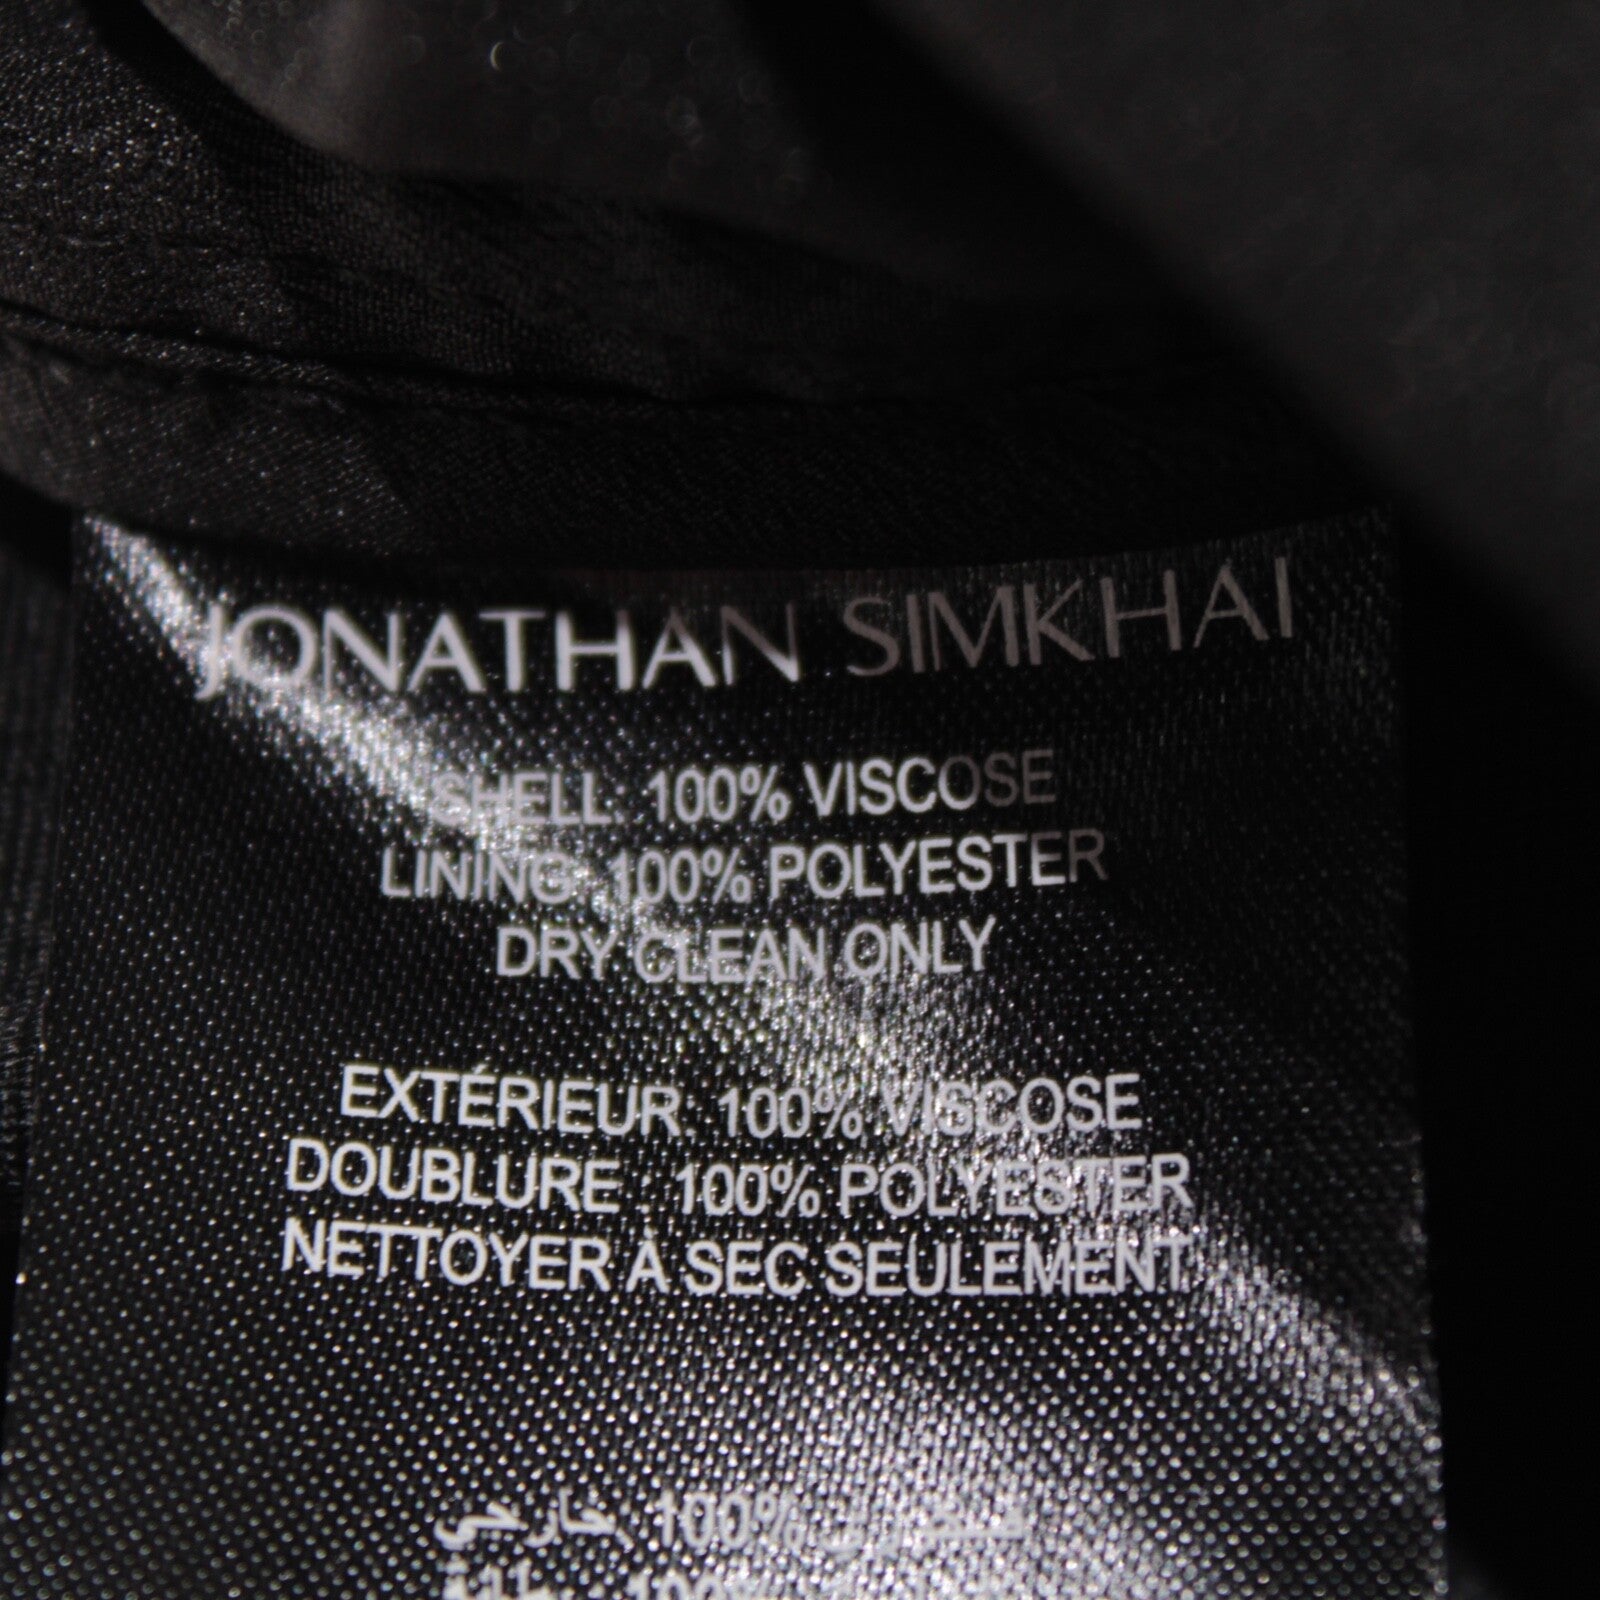 JONATHAN SIMKHAI
SHELL: 100% VISCOSE
LINING: 100% POLYESTER
DRY CLEAN ONLY
EXTÉRIEUR: 100% VISCOSE
DOUBLURE : 100% POLYESTER
NETTOYER À SEC SEULEMENT
خارجي 100%
100%